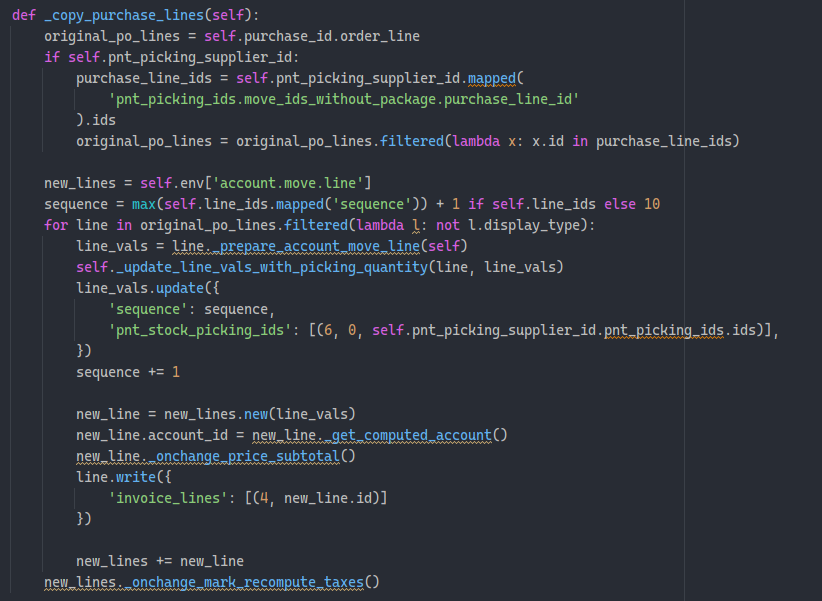 def _copy_purchase_lines(self):
    original_po_lines = self.purchase_id.order_line
    if self.pnt_picking_supplier_id:
        purchase_line_ids = self.pnt_picking_supplier_id.mapped(
            'pnt_picking_ids.move_ids_without_package.purchase_line_id'
        ).ids
        original_po_lines = original_po_lines.filtered(lambda x: x.id in purchase_line_ids)

    new_lines = self.env['account.move.line']
    sequence = max(self.line_ids.mapped('sequence')) + 1 if self.line_ids else 10
    for line in original_po_lines.filtered(lambda l: not l.display_type):
        line_vals = line._prepare_account_move_line(self)
        self._update_line_vals_with_picking_quantity(line, line_vals)
        line_vals.update({
            'sequence': sequence,
            'pnt_stock_picking_ids': [(6, 0, self.pnt_picking_supplier_id.pnt_picking_ids.ids)],
        })
        sequence += 1

        new_line = new_lines.new(line_vals)
        new_line.account_id = new_line._get_computed_account()
        new_line._onchange_price_subtotal()
        line.write({
            'invoice_lines': [(4, new_line.id)]
        })

        new_lines += new_line
    new_lines._onchange_mark_recompute_taxes()